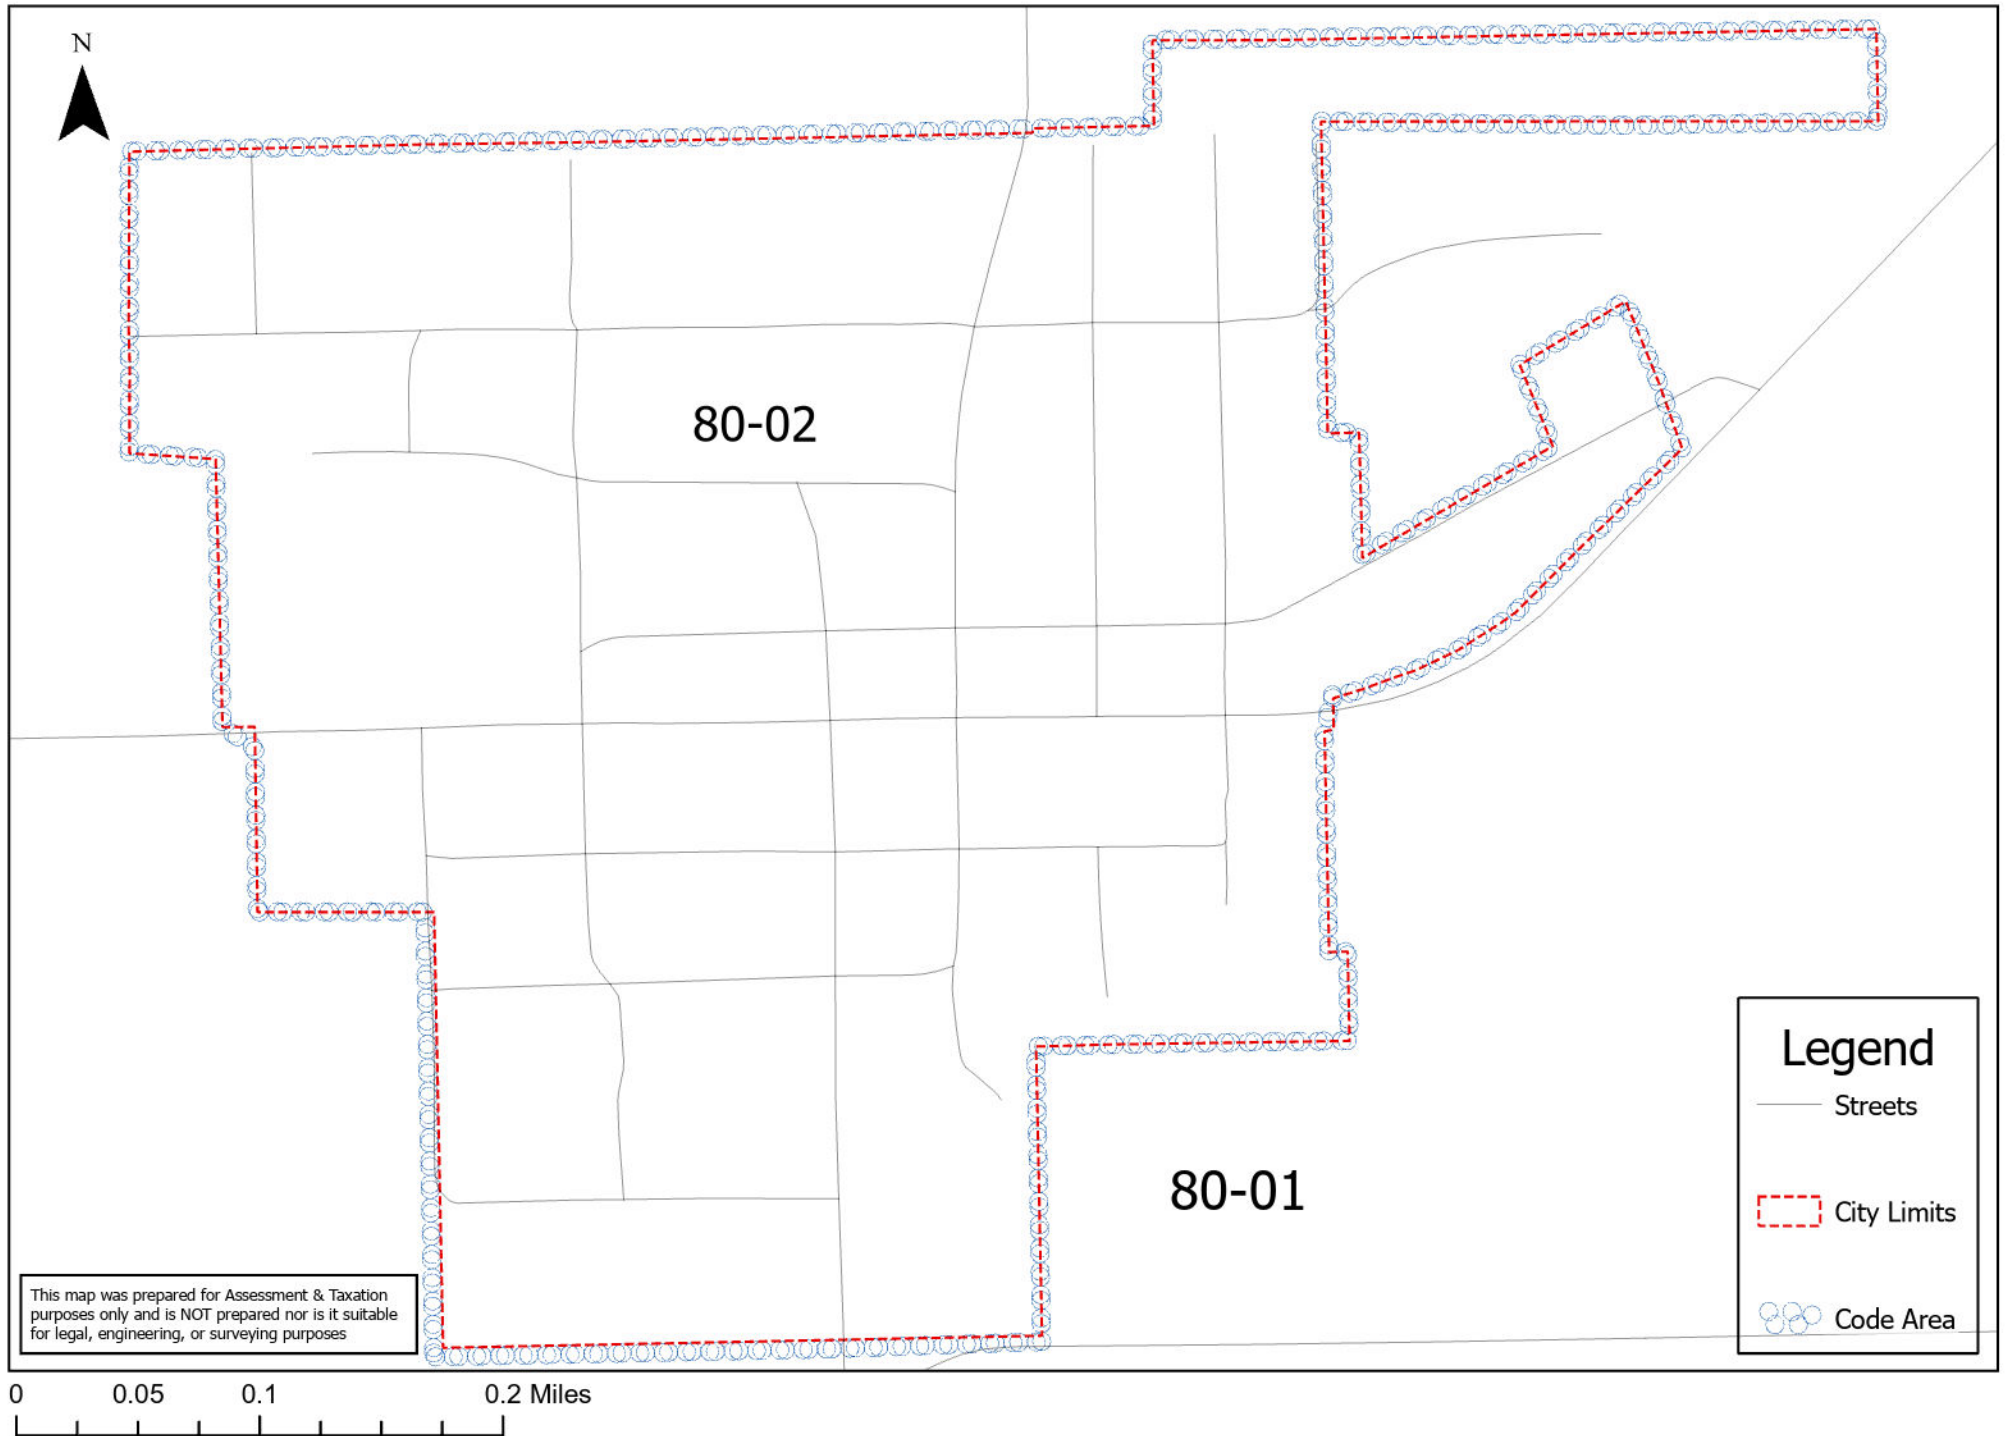 N
80-02
80-01
Legend
Streets
City Limits
Code Area
This map was prepared for Assessment & Taxation
purposes only and is NOT prepared nor is it suitable
for legal, engineering, or surveying purposes
0 0.05 0.1 0.2 Miles